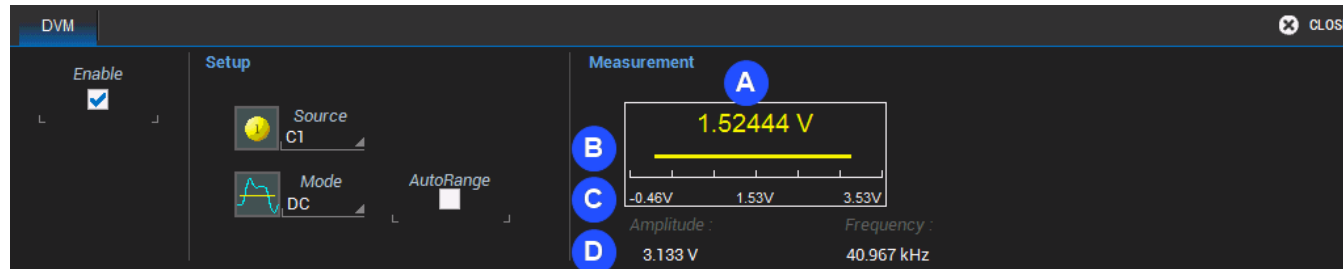 DVM
CLOS
Enable
Setup
Source
C1
Mode
DC
AutoRange
Measurement
A
1.52444 V
B
C
-0.46V 1.53V 3.53V
Amplitude : Frequency :
D
3.133 V 40.967 kHz